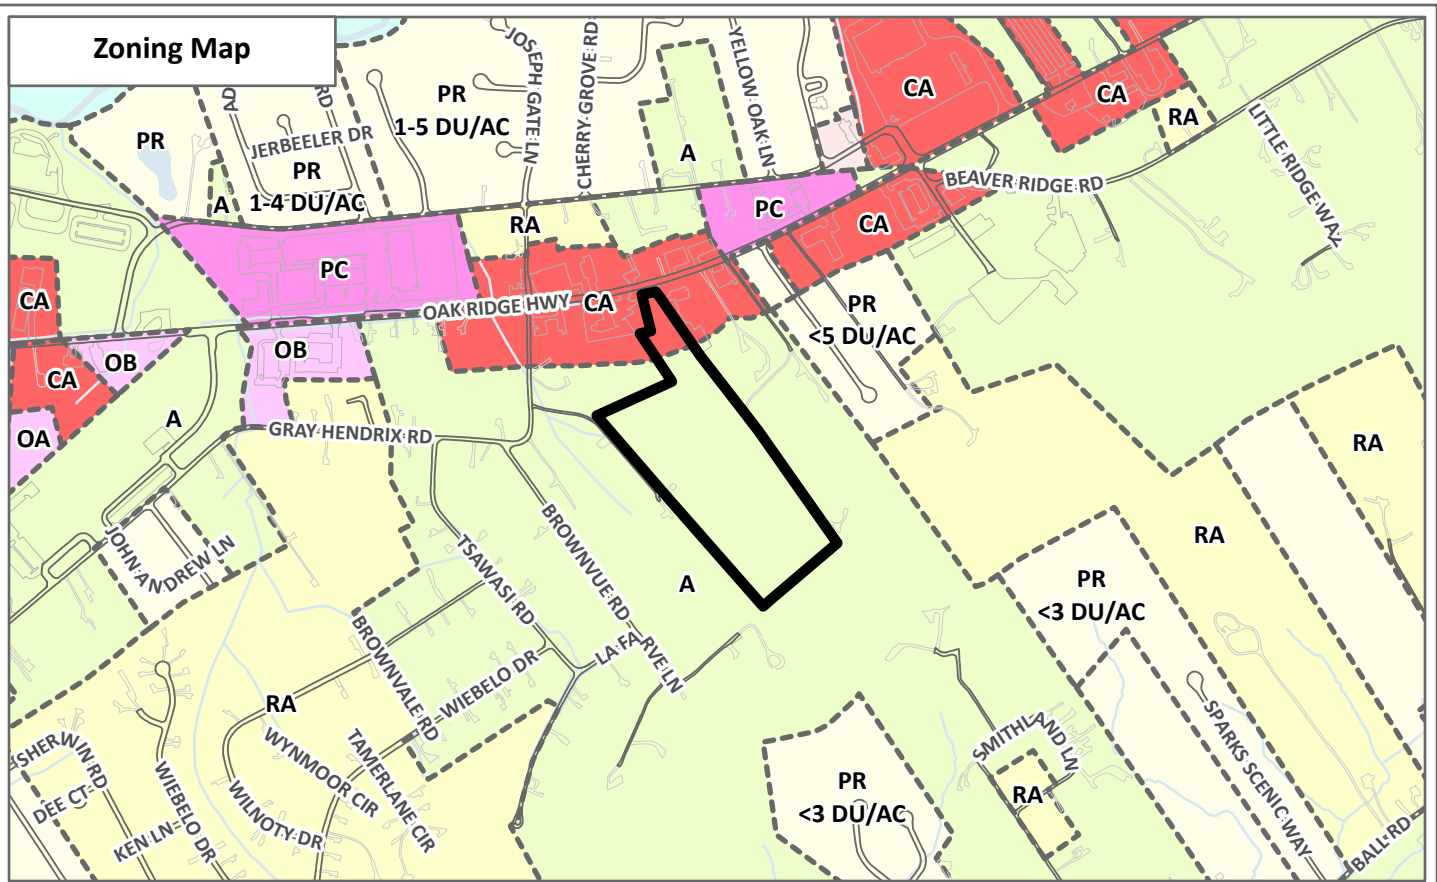 Zoning Map
JOSEPH GATE LN
CHERRY GROVE RD
YELLOW OAK LN
AD
RD
PR
1-5 DU/AC
CA
CA
RA
PR
JERBEELER DR
PR
1-4 DU/AC
A
A
LITTLE RIDGE WAY
BEAVER RIDGE RD
PC
RA
CA
PC
CA
OAK RIDGE HWY
CA
PR
<5 DU/AC
OB
OB
CA
OA
A
GRAY HENDRIX RD
RA
JOHN ANDREW LN
TSAWASI RD
BROWNVUE RD
RA
A
PR
<3 DU/AC
BROWNVALE RD
LA FA
RVE LN
WIEBELO DR
RA
WYNMOOR CIR
TAMERLANE CIR
SHERWIN RD
DEE CT
KEN LN
WIEBELO DR
WILNOTY DR
PR
<3 DU/AC
SMITHLAND LN
RA
SPARKS SCENIC WAY
BALL RD